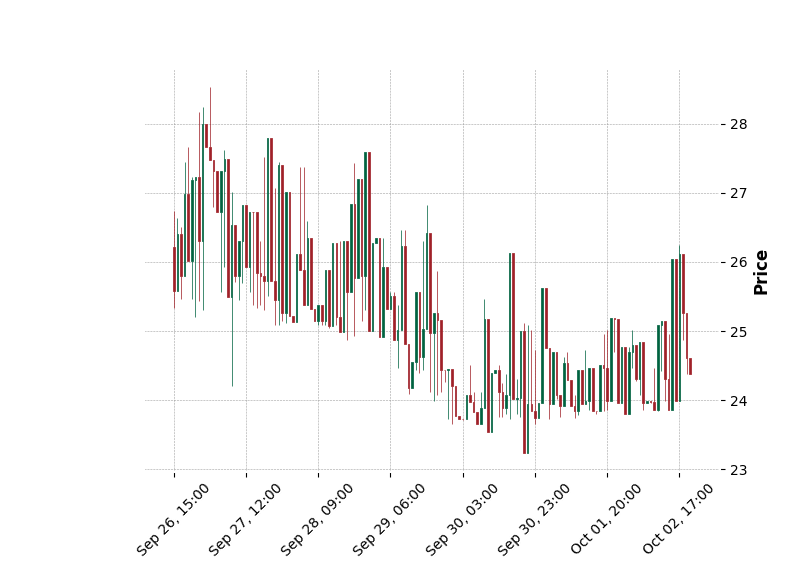 28
27
26
25
24
23
Price
Sep 26, 15:00
Sep 27, 12:00
Sep 28, 09:00
Sep 29, 06:00
Sep 30, 03:00
Sep 30, 23:00
Oct 01, 20:00
Oct 02, 17:00